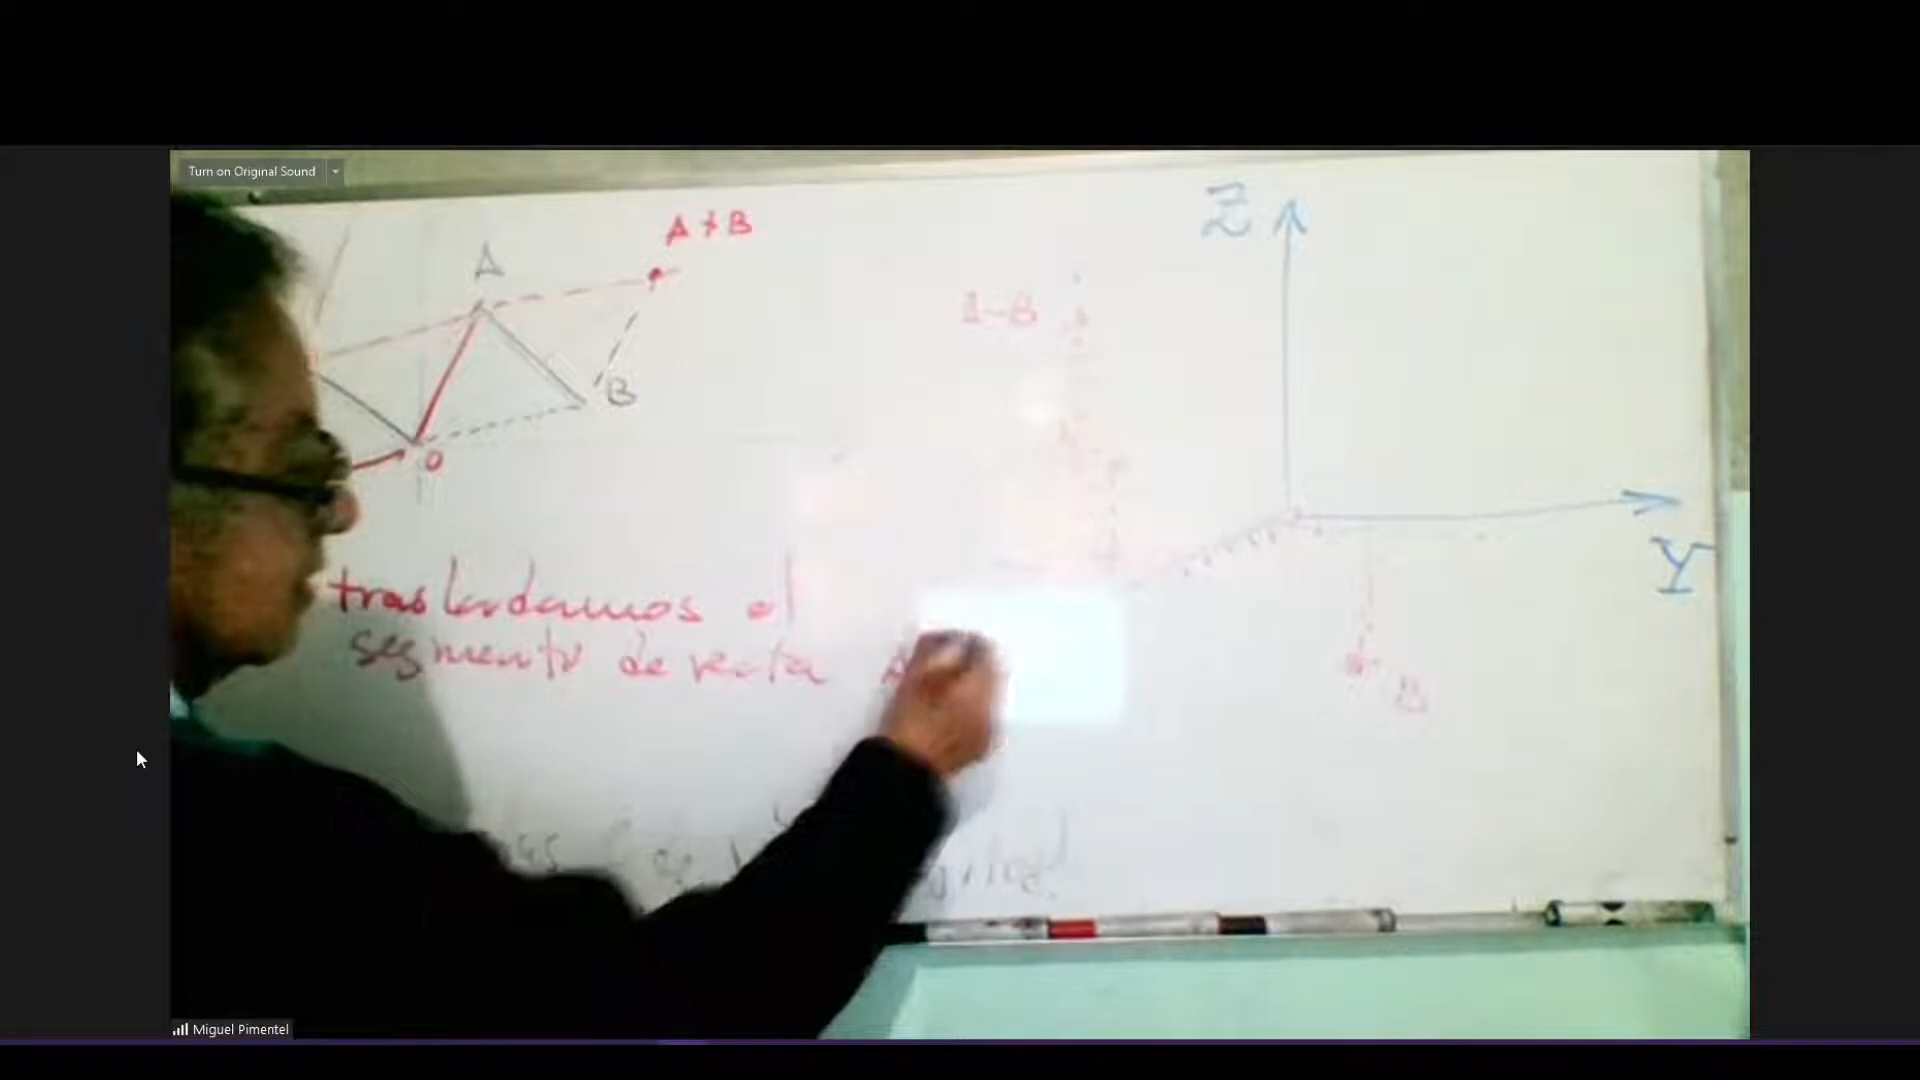 Turn on Original Sound
A + B
A
Z
A-B
B
O
Y
trasladamos el
segmento de recta
B
Miguel Pimentel